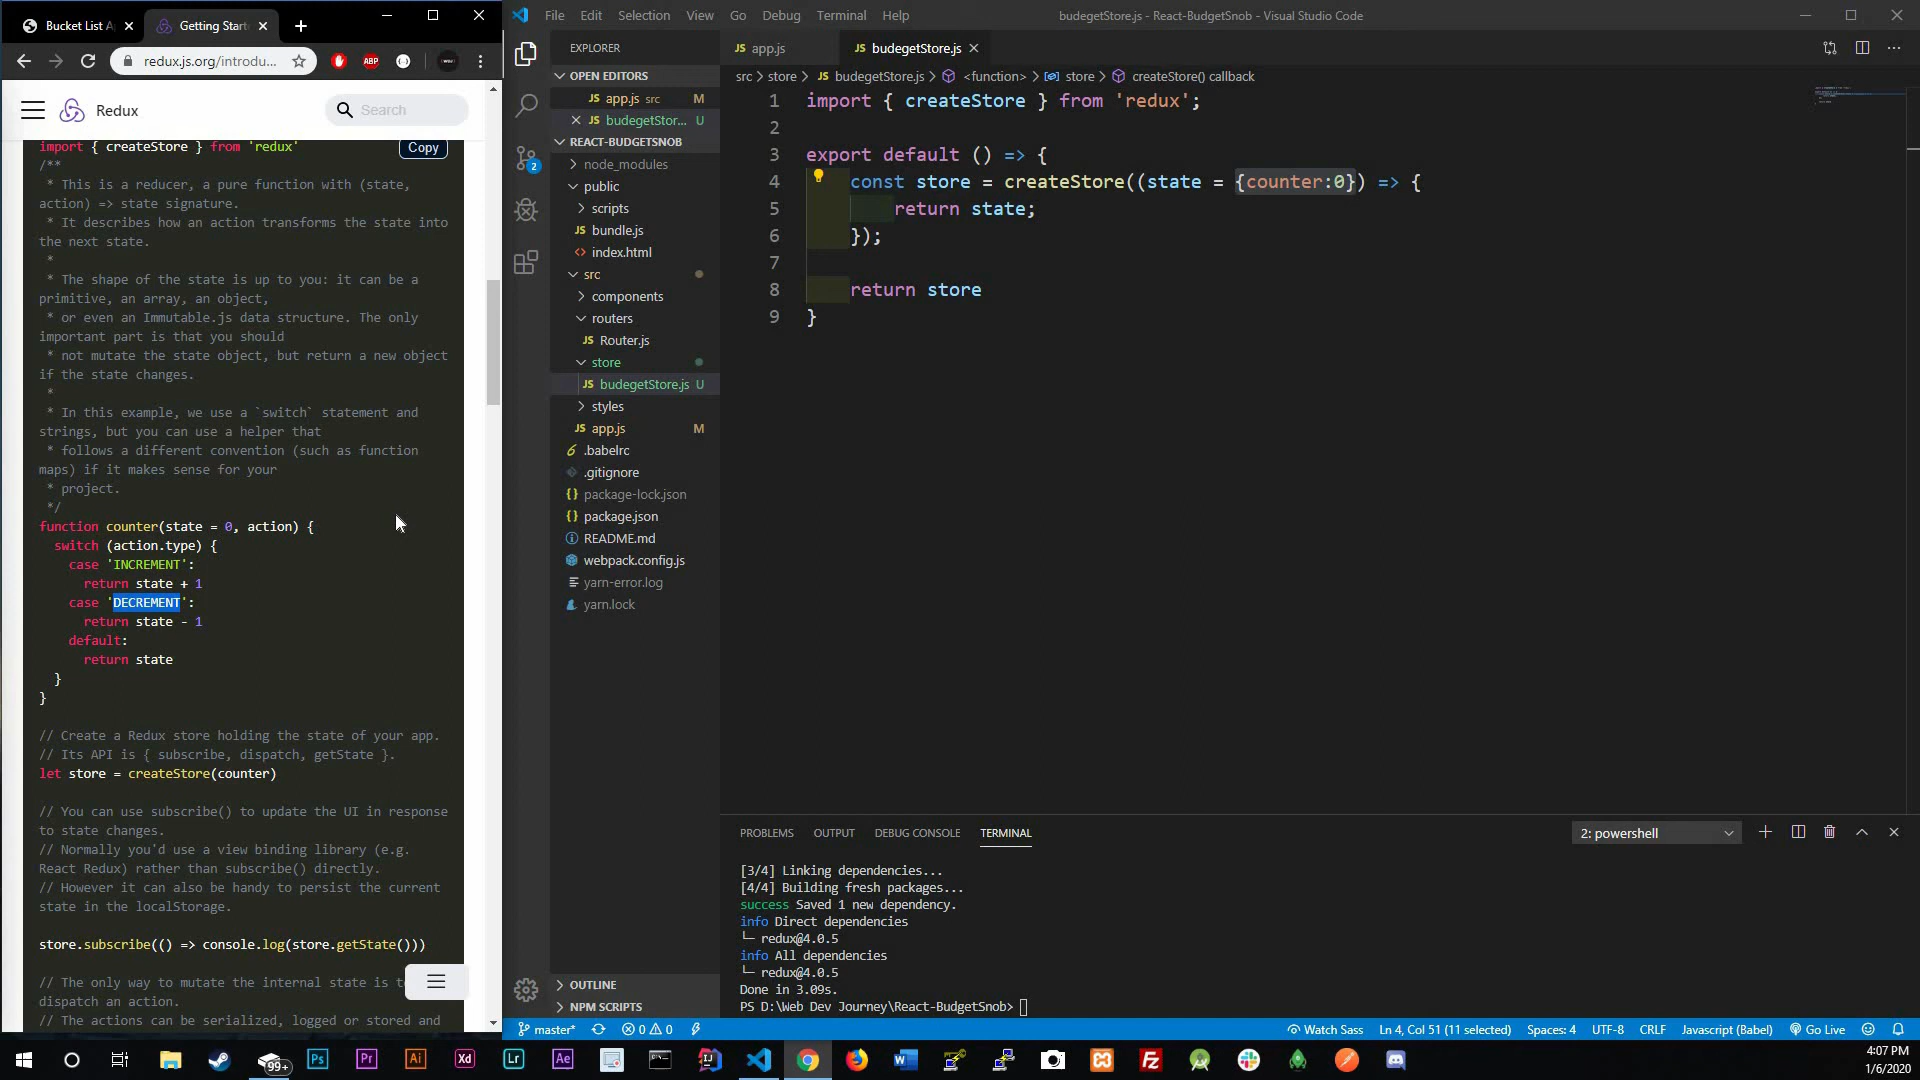 Bucket List A
Getting Start
redux.js.org/introdu...
ABP
Redux
Search
Copy
import { createStore } from 'redux'
/**
* This is a reducer, a pure function with (state,
action) => state signature.
* It describes how an action transforms the state into
the next state.
*
* The shape of the state is up to you: it can be a
primitive, an array, an object,
* or even an Immutable.js data structure. The only
important part is that you should
* not mutate the state object, but return a new object
if the state changes.
*
* In this example, we use a `switch` statement and
strings, but you can use a helper that
* follows a different convention (such as function
maps) if it makes sense for your
* project.
*/
function counter(state = 0, action) {
switch (action.type) {
case 'INCREMENT':
return state + 1
case 'DECREMENT':
return state - 1
default:
return state
}
}
// Create a Redux store holding the state of your app.
// Its API is { subscribe, dispatch, getState }.
let store = createStore(counter)
// You can use subscribe() to update the UI in response
to state changes.
// Normally you'd use a view binding library (e.g.
React Redux) rather than subscribe() directly.
// However it can also be handy to persist the current
state in the localStorage.
store.subscribe(() => console.log(store.getState()))
// The only way to mutate the internal state is t
dispatch an action.
// The actions can be serialized, logged or stored and
File Edit Selection View Go Debug Terminal Help
budegetStore.js - React-BudgetSnob - Visual Studio Code
EXPLORER
OPEN EDITORS
JS app.js src M
JS budegetStor... U
REACT-BUDGETSNOB
node_modules
public
scripts
JS bundle.js
<> index.html
src
components
routers
JS Router.js
store
JS budegetStore.js U
styles
JS app.js M
.babelrc
.gitignore
{} package-lock.json
{} package.json
README.md
webpack.config.js
yarn-error.log
yarn.lock
OUTLINE
NPM SCRIPTS
2
JS app.js
JS budegetStore.js
src > store > JS budegetStore.js > <function> > store > createStore() callback
1 import { createStore } from 'redux';
2
3 export default () => {
4 const store = createStore((state = {counter:0}) => {
5 return state;
6 });
7
8 return store
9 }
PROBLEMS OUTPUT DEBUG CONSOLE TERMINAL
2: powershell
[3/4] Linking dependencies...
[4/4] Building fresh packages...
success Saved 1 new dependency.
info Direct dependencies
└─ redux@4.0.5
info All dependencies
└─ redux@4.0.5
Done in 3.09s.
PS D:\Web Dev Journey\React-BudgetSnob>
master* 0 0 Watch Sass Ln 4, Col 51 (11 selected) Spaces: 4 UTF-8 CRLF Javascript (Babel) Go Live
99+ Ps Pr Ai Xd Lr Ae
4:07 PM
1/6/2020